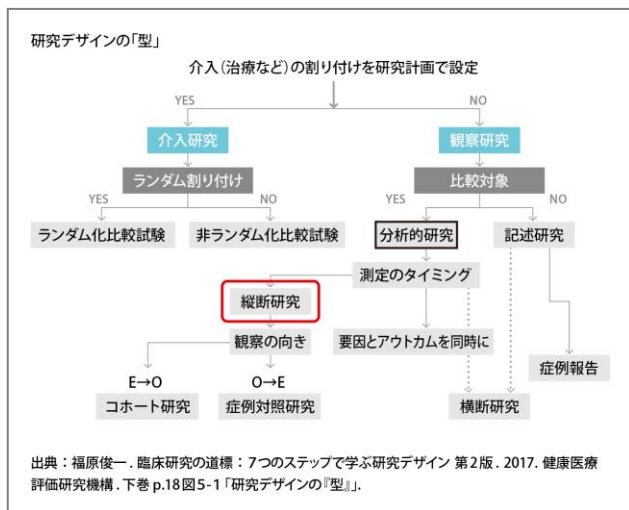 研究デザインの「型」
介入(治療など)の割り付けを研究計画で設定
YES NO
介入研究 観察研究
ランダム割り付け 比較対象
YES NO YES NO
ランダム化比較試験 非ランダム化比較試験 分析的研究 記述研究
測定のタイミング
縦断研究
観察の向き 要因とアウトカムを同時に
症例報告
E→O O→E
コホート研究 症例対照研究 横断研究
出典：福原俊一．臨床研究の道標：7つのステップで学ぶ研究デザイン 第2版．2017．健康医療
評価研究機構．下巻 p.18 図5-1「研究デザインの『型』」．